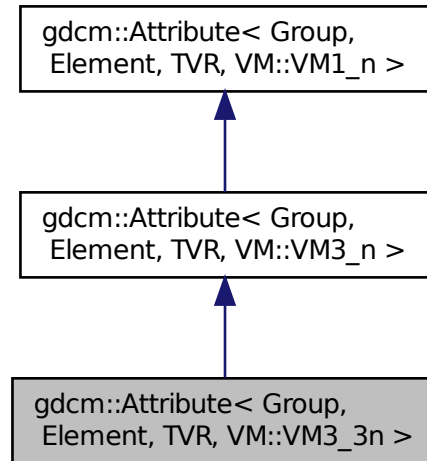 gdcm::Attribute< Group,
Element, TVR, VM::VM1_n >
gdcm::Attribute< Group,
Element, TVR, VM::VM3_n >
gdcm::Attribute< Group,
Element, TVR, VM::VM3_3n >